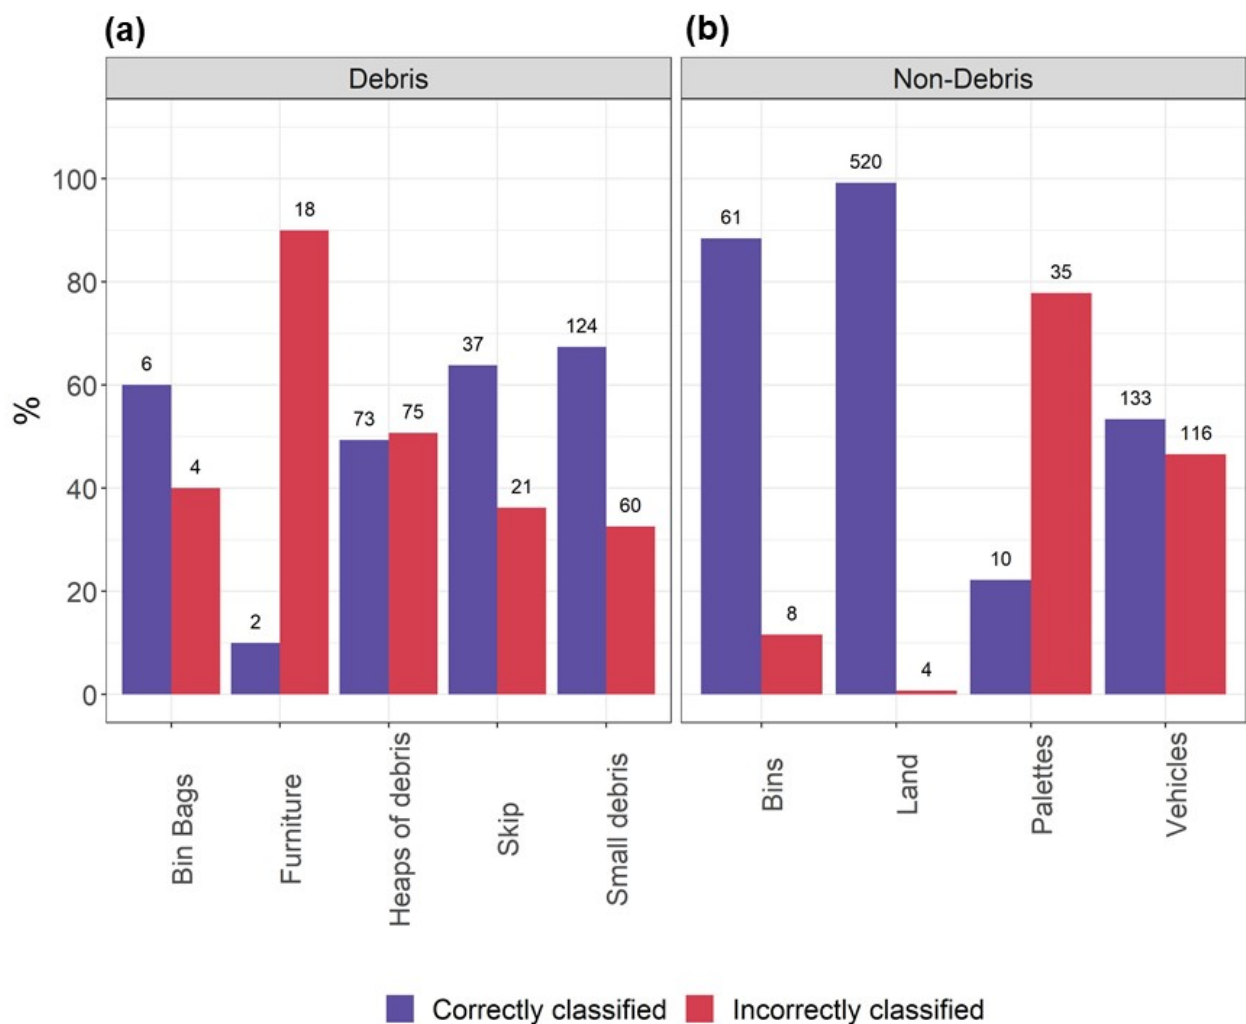 (a) (b)
Debris Non-Debris
%
100
80
60
40
20
0
6 4 2 18 73 75 37 21 124 60
61 8 520 4 10 35 133 116
Bin Bags Furniture Heaps of debris Skip Small debris
Bins Land Palettes Vehicles
Correctly classified Incorrectly classified